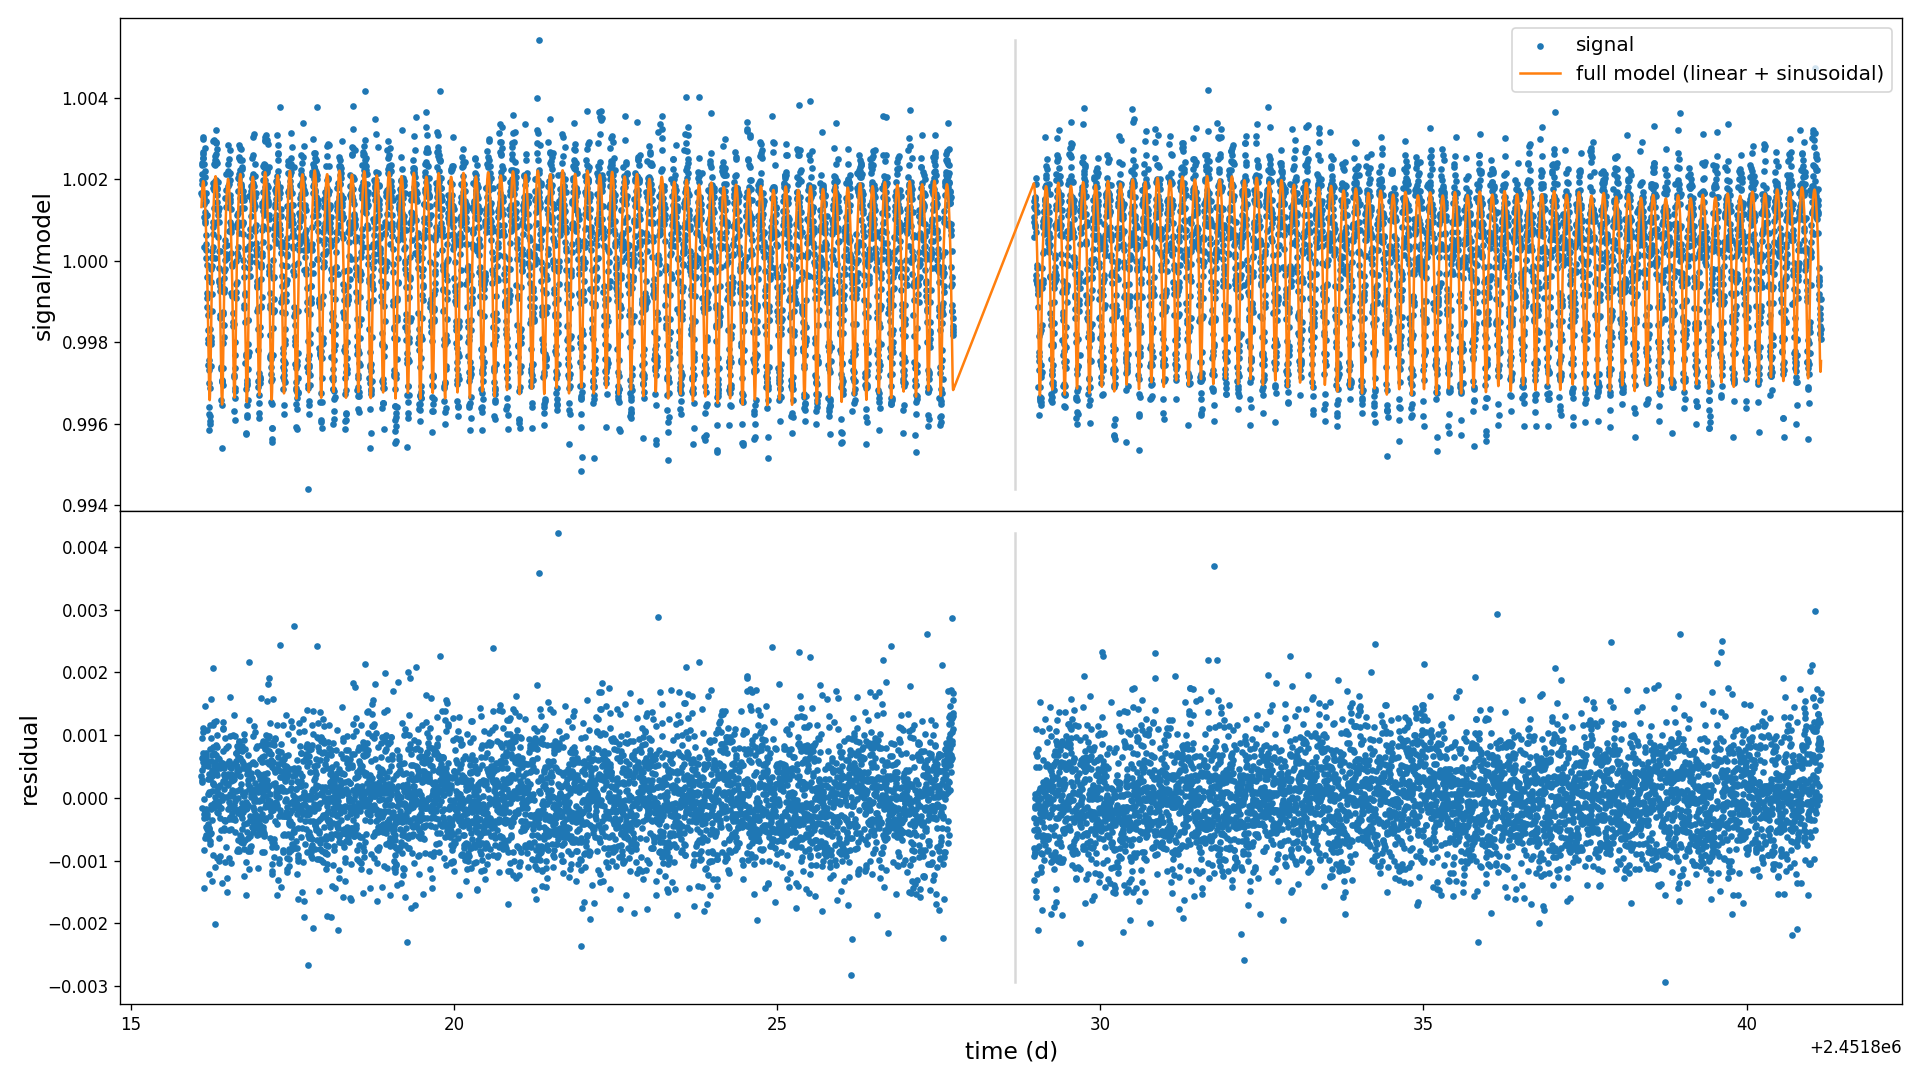 signal
full model (linear + sinusoidal)
signal/model
1.004
1.002
1.000
0.998
0.996
0.994
residual
0.004
0.003
0.002
0.001
0.000
−0.001
−0.002
−0.003
15 20 25 30 35 40
time (d)
+2.4518e6